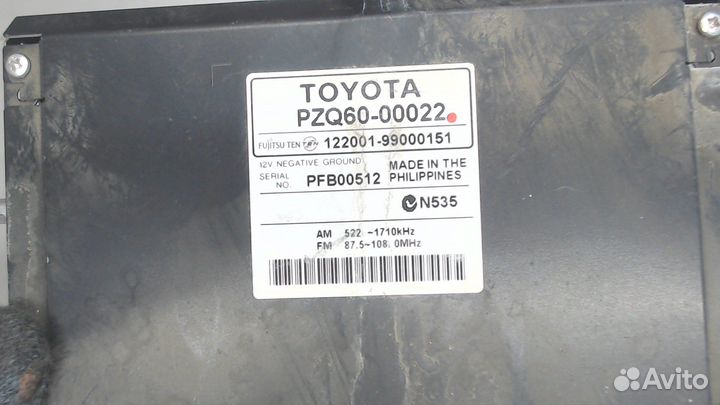 TOYOTA
PZQ60-00022
FUJITSU TEN TEN 122001-99000151
12V NEGATIVE GROUND
SERIAL NO. PFB00512
MADE IN THE PHILIPPINES
N535
AM 522 ~1710kHz
FM 87.5~108.0MHz
Avito